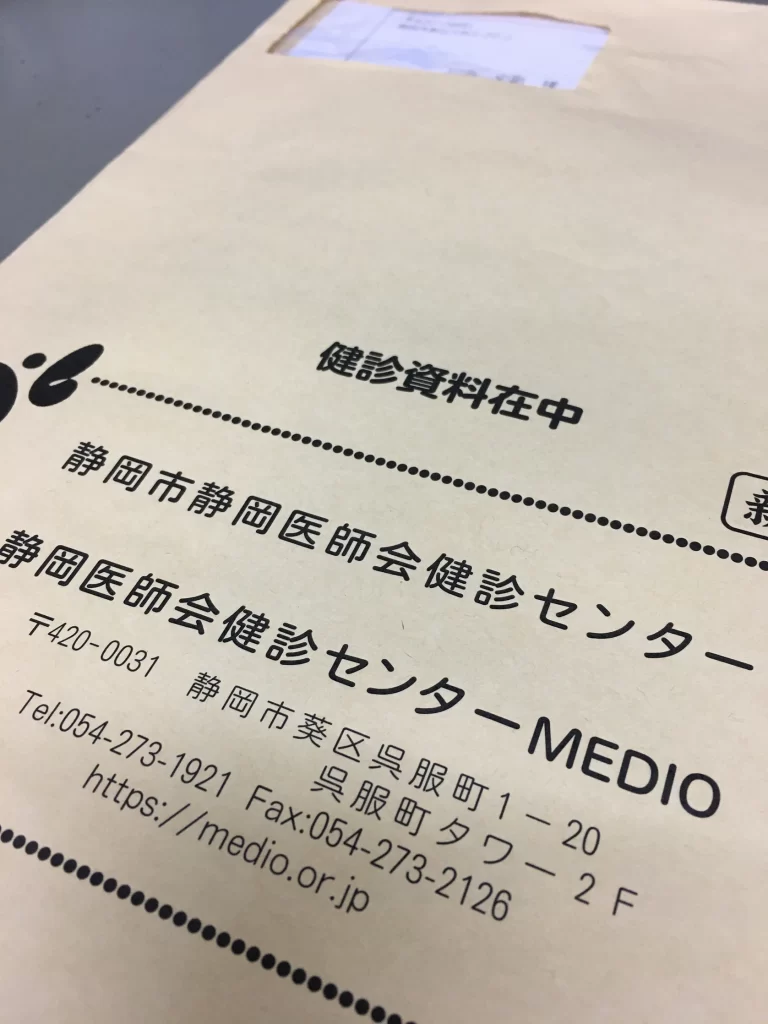 健診資料在中
静岡市静岡医師会健診センター
静岡医師会健診センターMEDIO
〒420-0031 静岡市葵区呉服町1－20
呉服町タワー2F
Tel:054-273-1921 Fax:054-273-2126
https://medio.or.jp